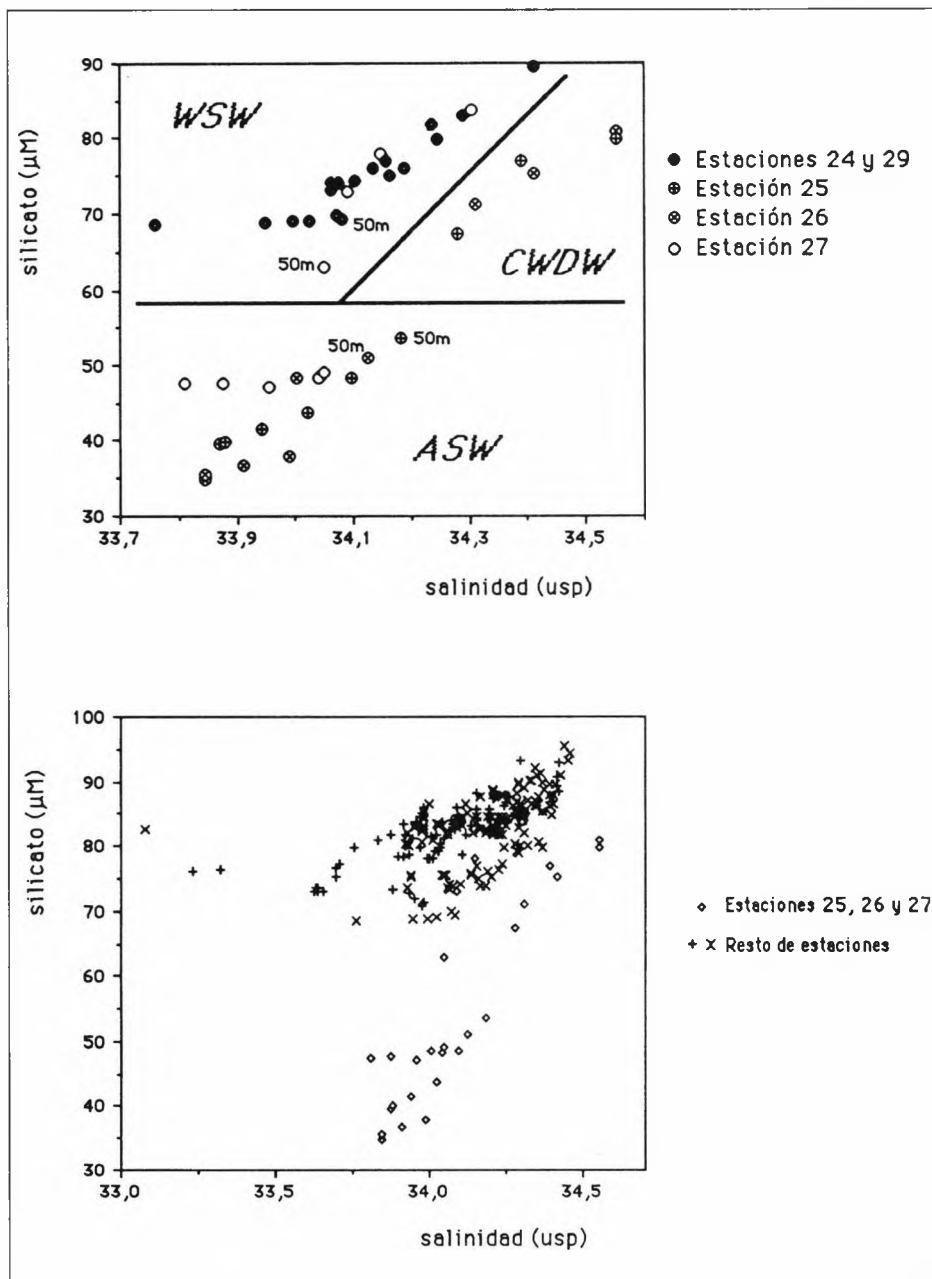 90
80
70
60
50
40
30
silicato (μM)
WSW
CWDW
ASW
50m
50m
50m
50m
33,7
33,9
34,1
34,3
34,5
salinidad (usp)
● Estaciones 24 y 29
⊕ Estación 25
⊗ Estación 26
○ Estación 27
100
90
80
70
60
50
40
30
silicato (μM)
33,0
33,5
34,0
34,5
salinidad (usp)
◇ Estaciones 25, 26 y 27
+ x Resto de estaciones